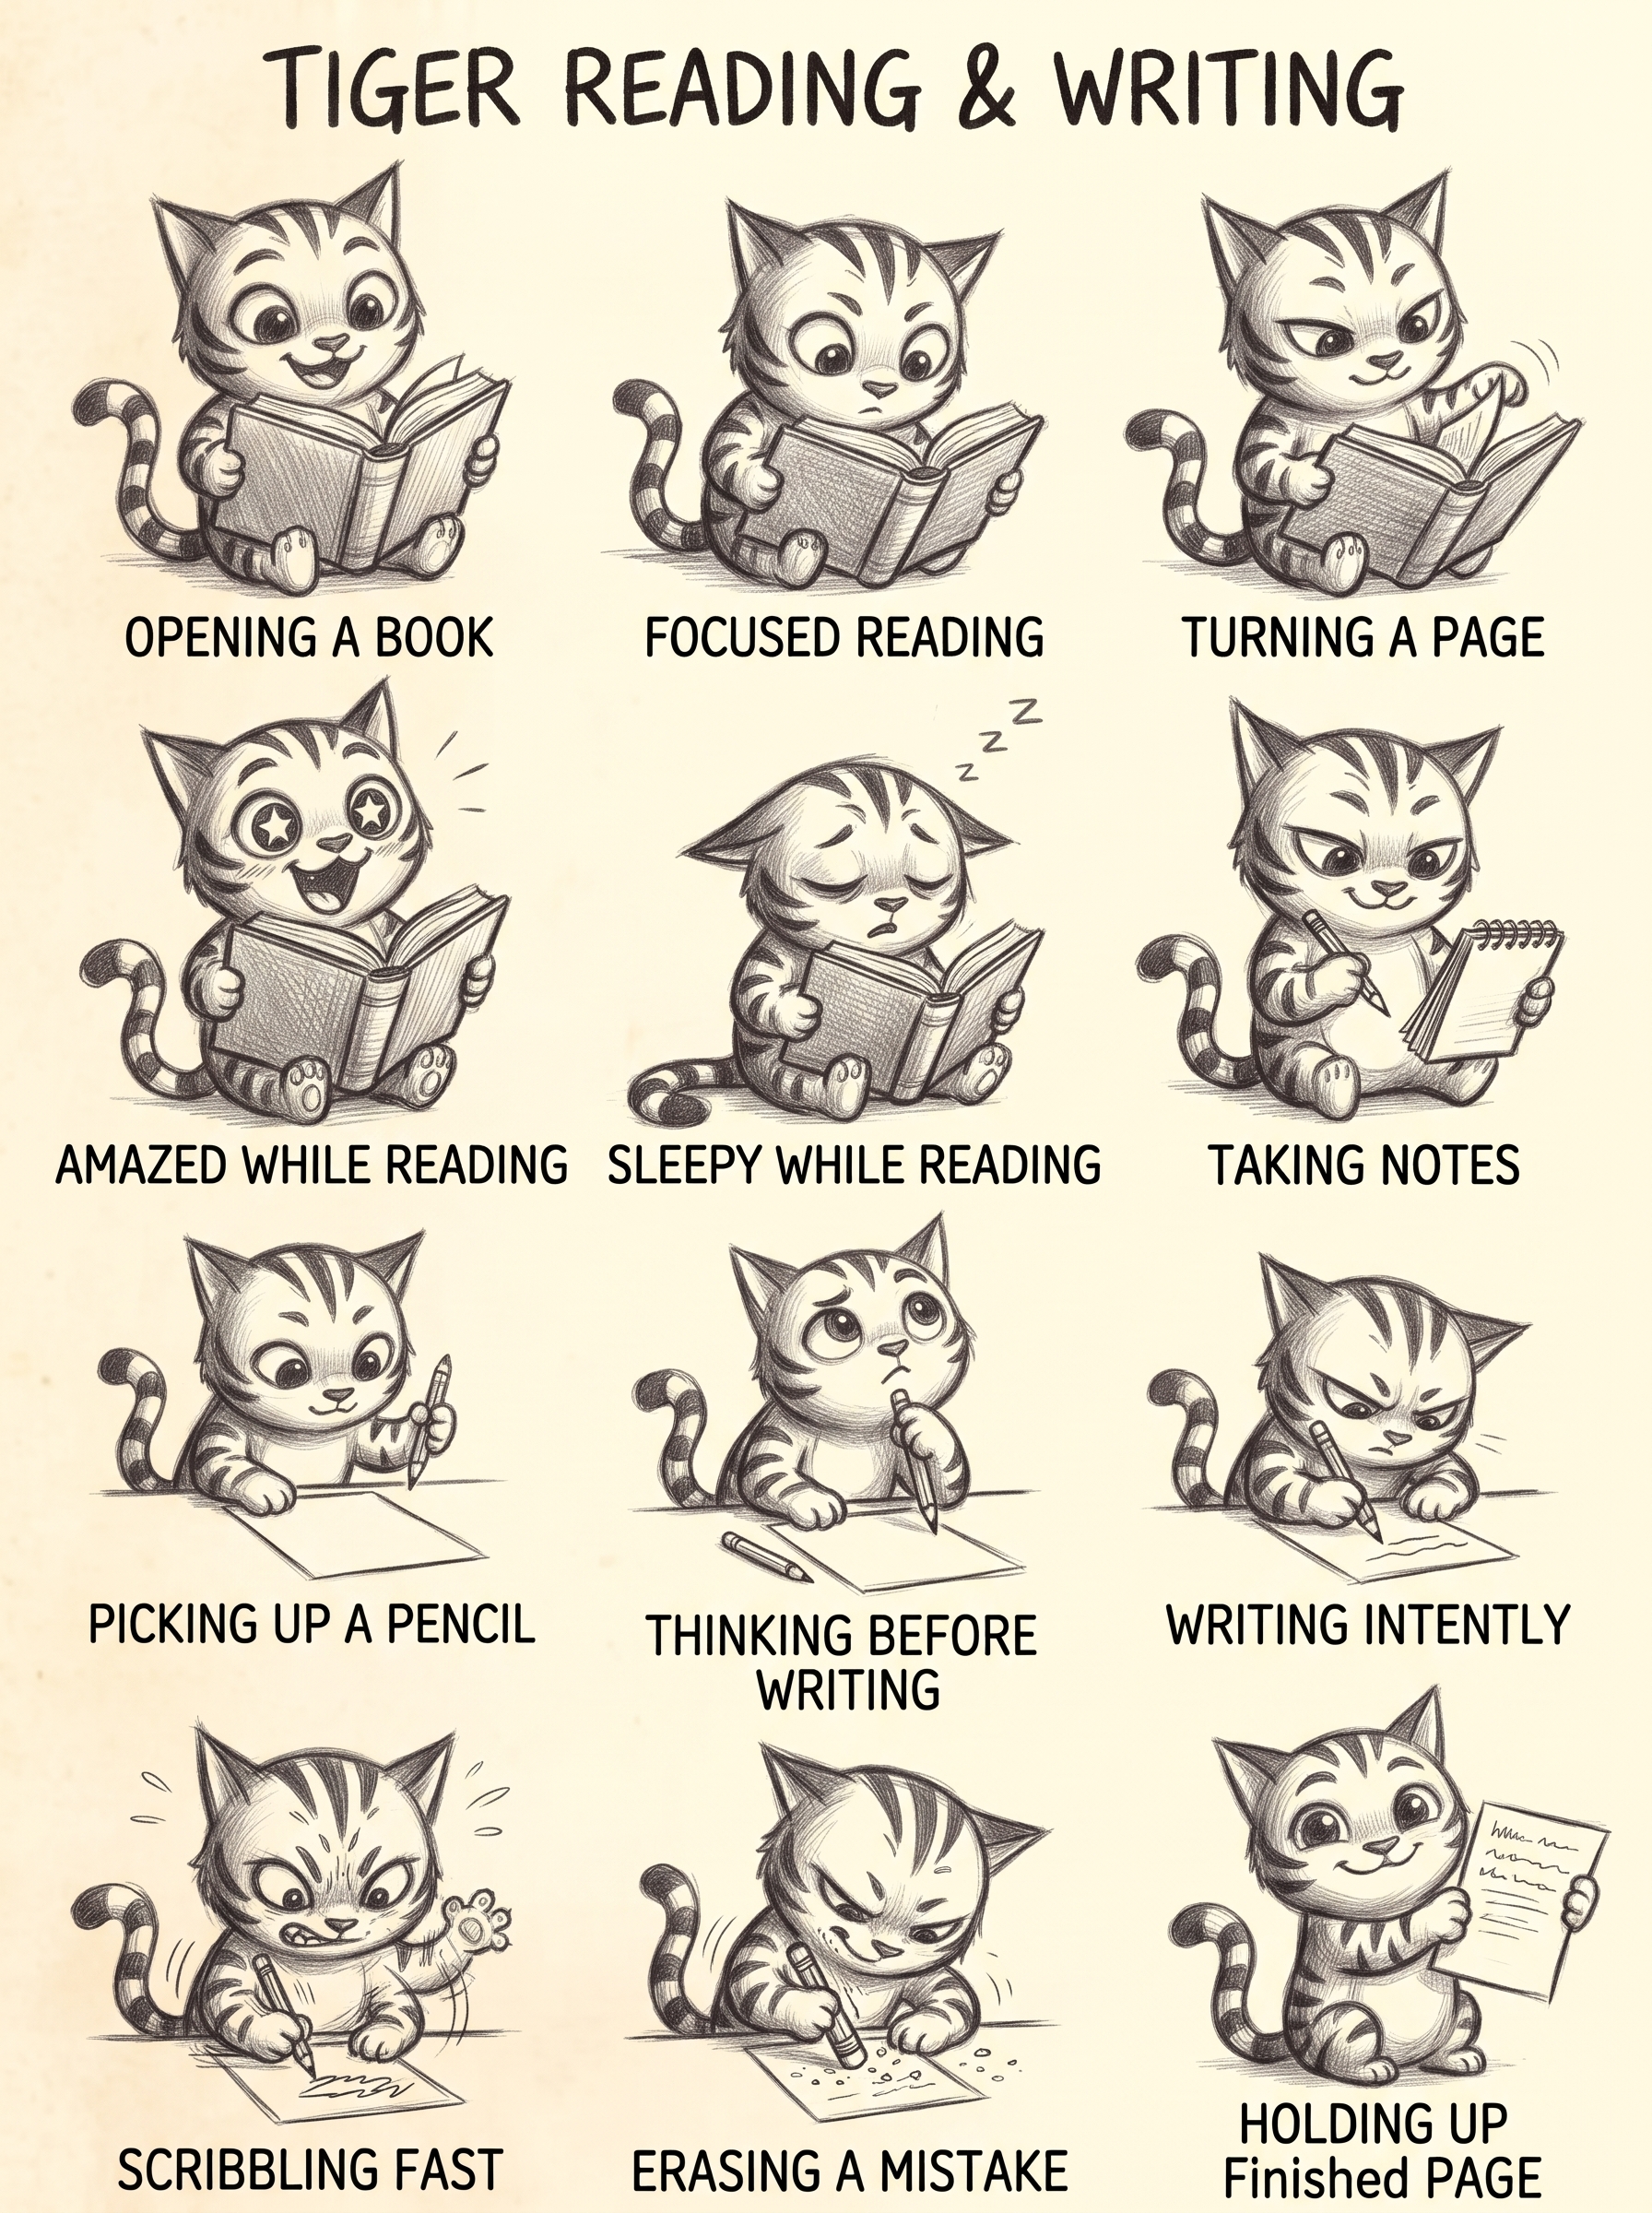 TIGER READING & WRITING
OPENING A BOOK
FOCUSED READING
TURNING A PAGE
z z Z
AMAZED WHILE READING
SLEEPY WHILE READING
TAKING NOTES
PICKING UP A PENCIL
THINKING BEFORE
WRITING
WRITING INTENTLY
SCRIBBLING FAST
ERASING A MISTAKE
HOLDING UP
Finished PAGE